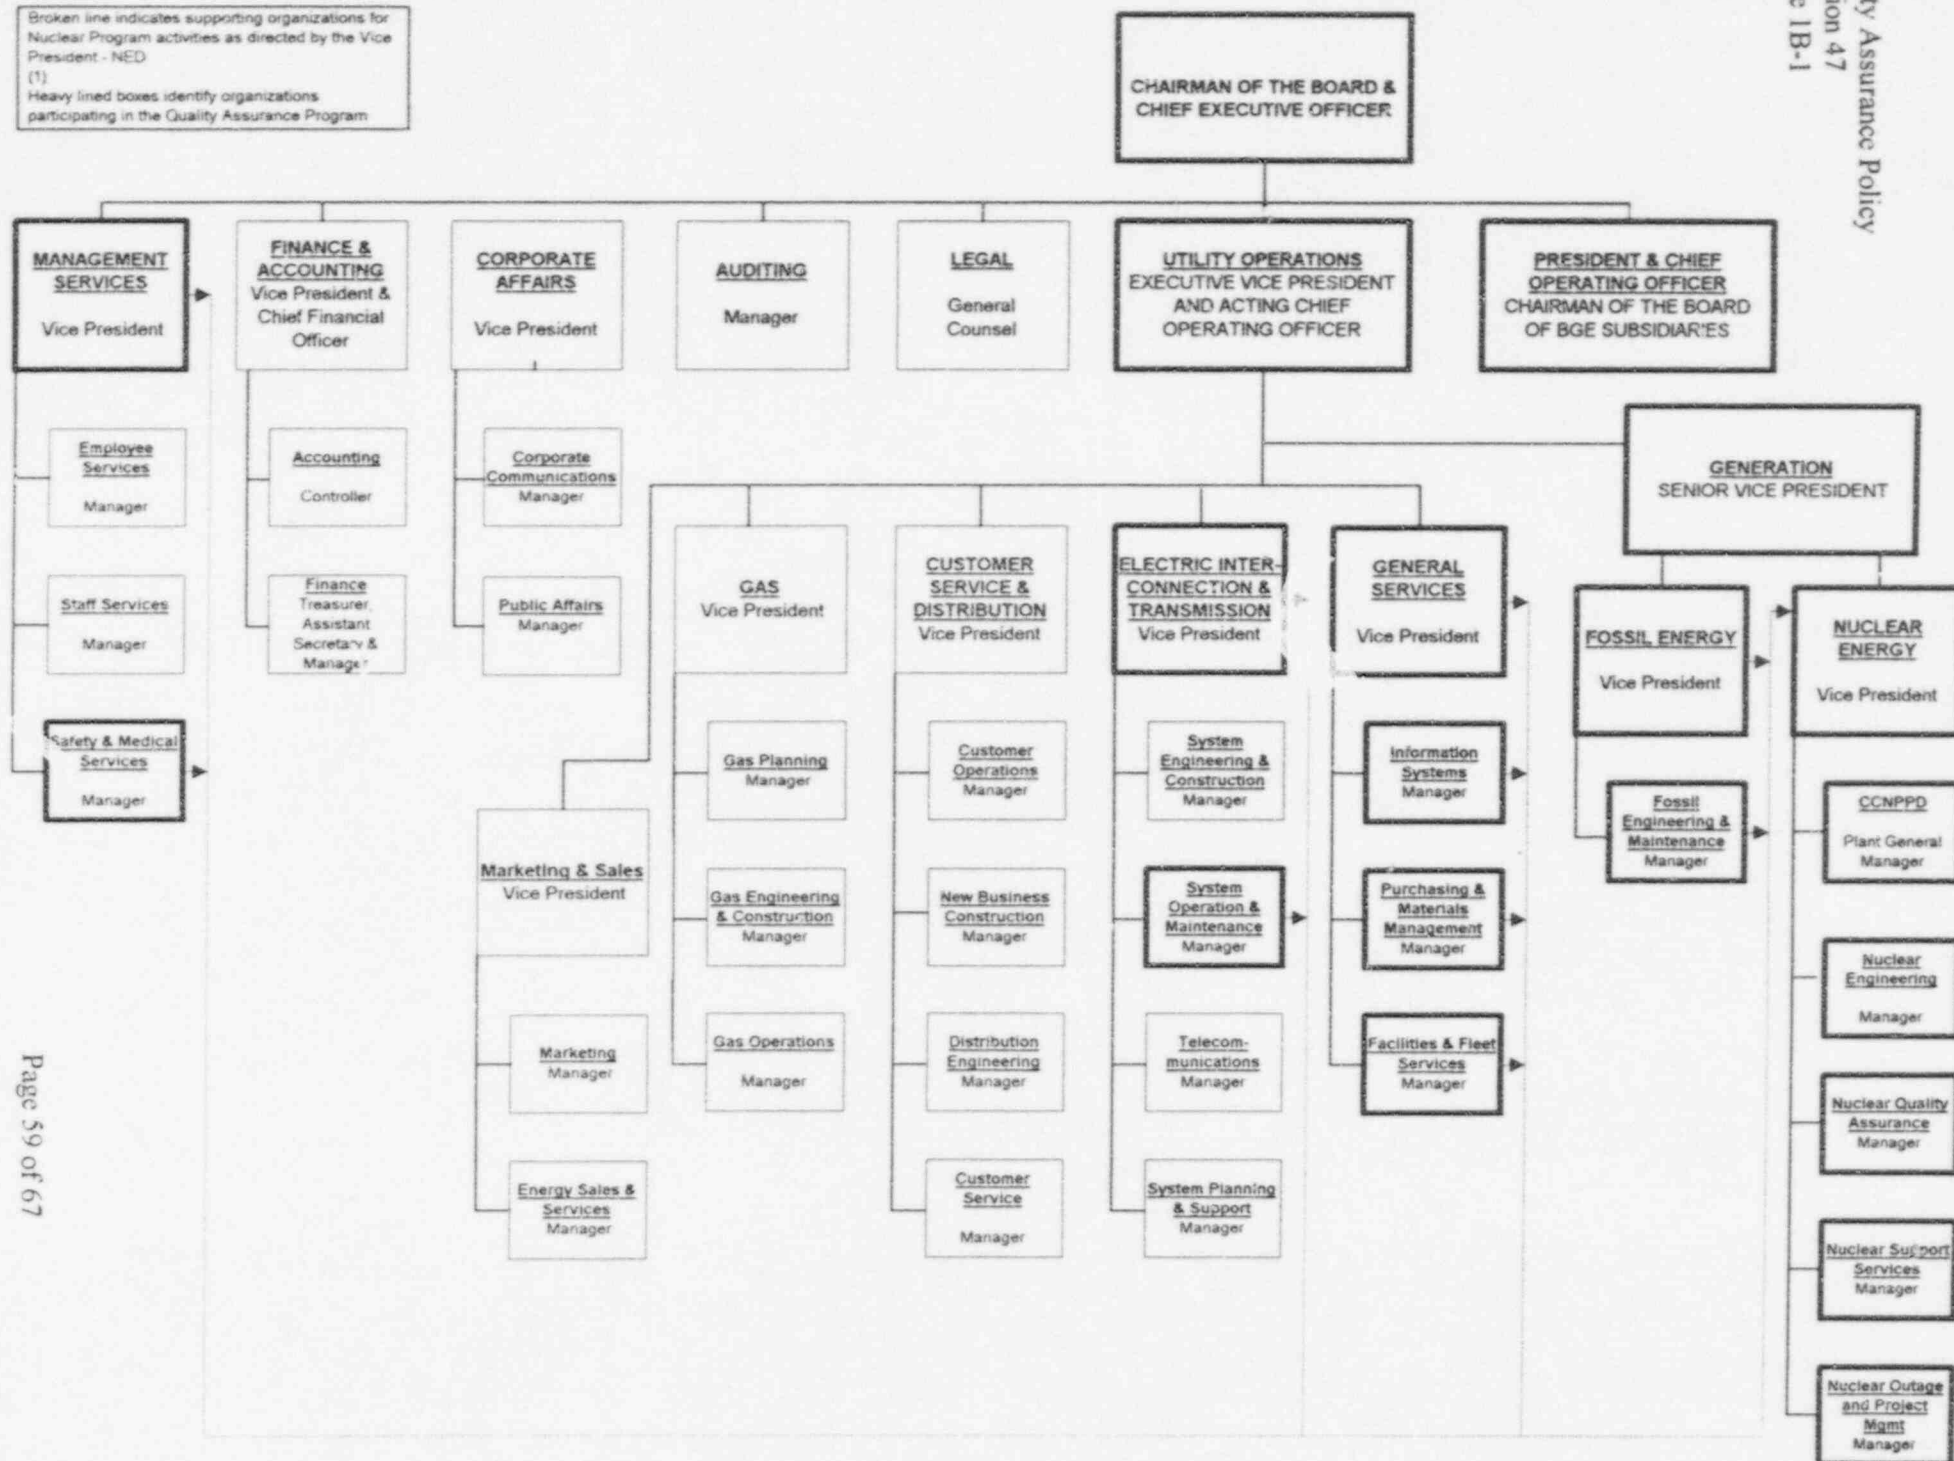 Broken line indicates supporting organizations for
Nuclear Program activities as directed by the Vice
President - NED
(1)
Heavy lined boxes identify organizations
participating in the Quality Assurance Program
Assurance Policy
47
1B-1
CHAIRMAN OF THE BOARD &
CHIEF EXECUTIVE OFFICER
MANAGEMENT
SERVICES
Vice President
FINANCE &
ACCOUNTING
Vice President &
Chief Financial
Officer
CORPORATE
AFFAIRS
Vice President
AUDITING
Manager
LEGAL
General
Counsel
UTILITY OPERATIONS
EXECUTIVE VICE PRESIDENT
AND ACTING CHIEF
OPERATING OFFICER
PRESIDENT & CHIEF
OPERATING OFFICER
CHAIRMAN OF THE BOARD
OF BGE SUBSIDIARIES
Employee
Services
Manager
Accounting
Controller
Corporate
Communications
Manager
GENERATION
SENIOR VICE PRESIDENT
Staff Services
Manager
Finance
Treasurer,
Assistant
Secretary &
Manager
Public Affairs
Manager
GAS
Vice President
CUSTOMER
SERVICE &
DISTRIBUTION
Vice President
ELECTRIC INTER-
CONNECTION &
TRANSMISSION
Vice President
GENERAL
SERVICES
Vice President
FOSSIL ENERGY
Vice President
NUCLEAR
ENERGY
Vice President
Safety & Medical
Services
Manager
Gas Planning
Manager
Customer
Operations
Manager
System
Engineering &
Construction
Manager
Information
Systems
Manager
Fossil
Engineering &
Maintenance
Manager
CCNPPD
Plant General
Manager
Marketing & Sales
Vice President
Gas Engineering
& Construction
Manager
New Business
Construction
Manager
System
Operation &
Maintenance
Manager
Purchasing &
Materials
Management
Manager
Nuclear
Engineering
Manager
Marketing
Manager
Gas Operations
Manager
Distribution
Engineering
Manager
Telecom-
munications
Manager
Facilities & Fleet
Services
Manager
Nuclear Quality
Assurance
Manager
Energy Sales &
Services
Manager
Customer
Service
Manager
System Planning
& Support
Manager
Nuclear Support
Services
Manager
Nuclear Outage
and Project
Mgmt
Manager
Page 59 of 67